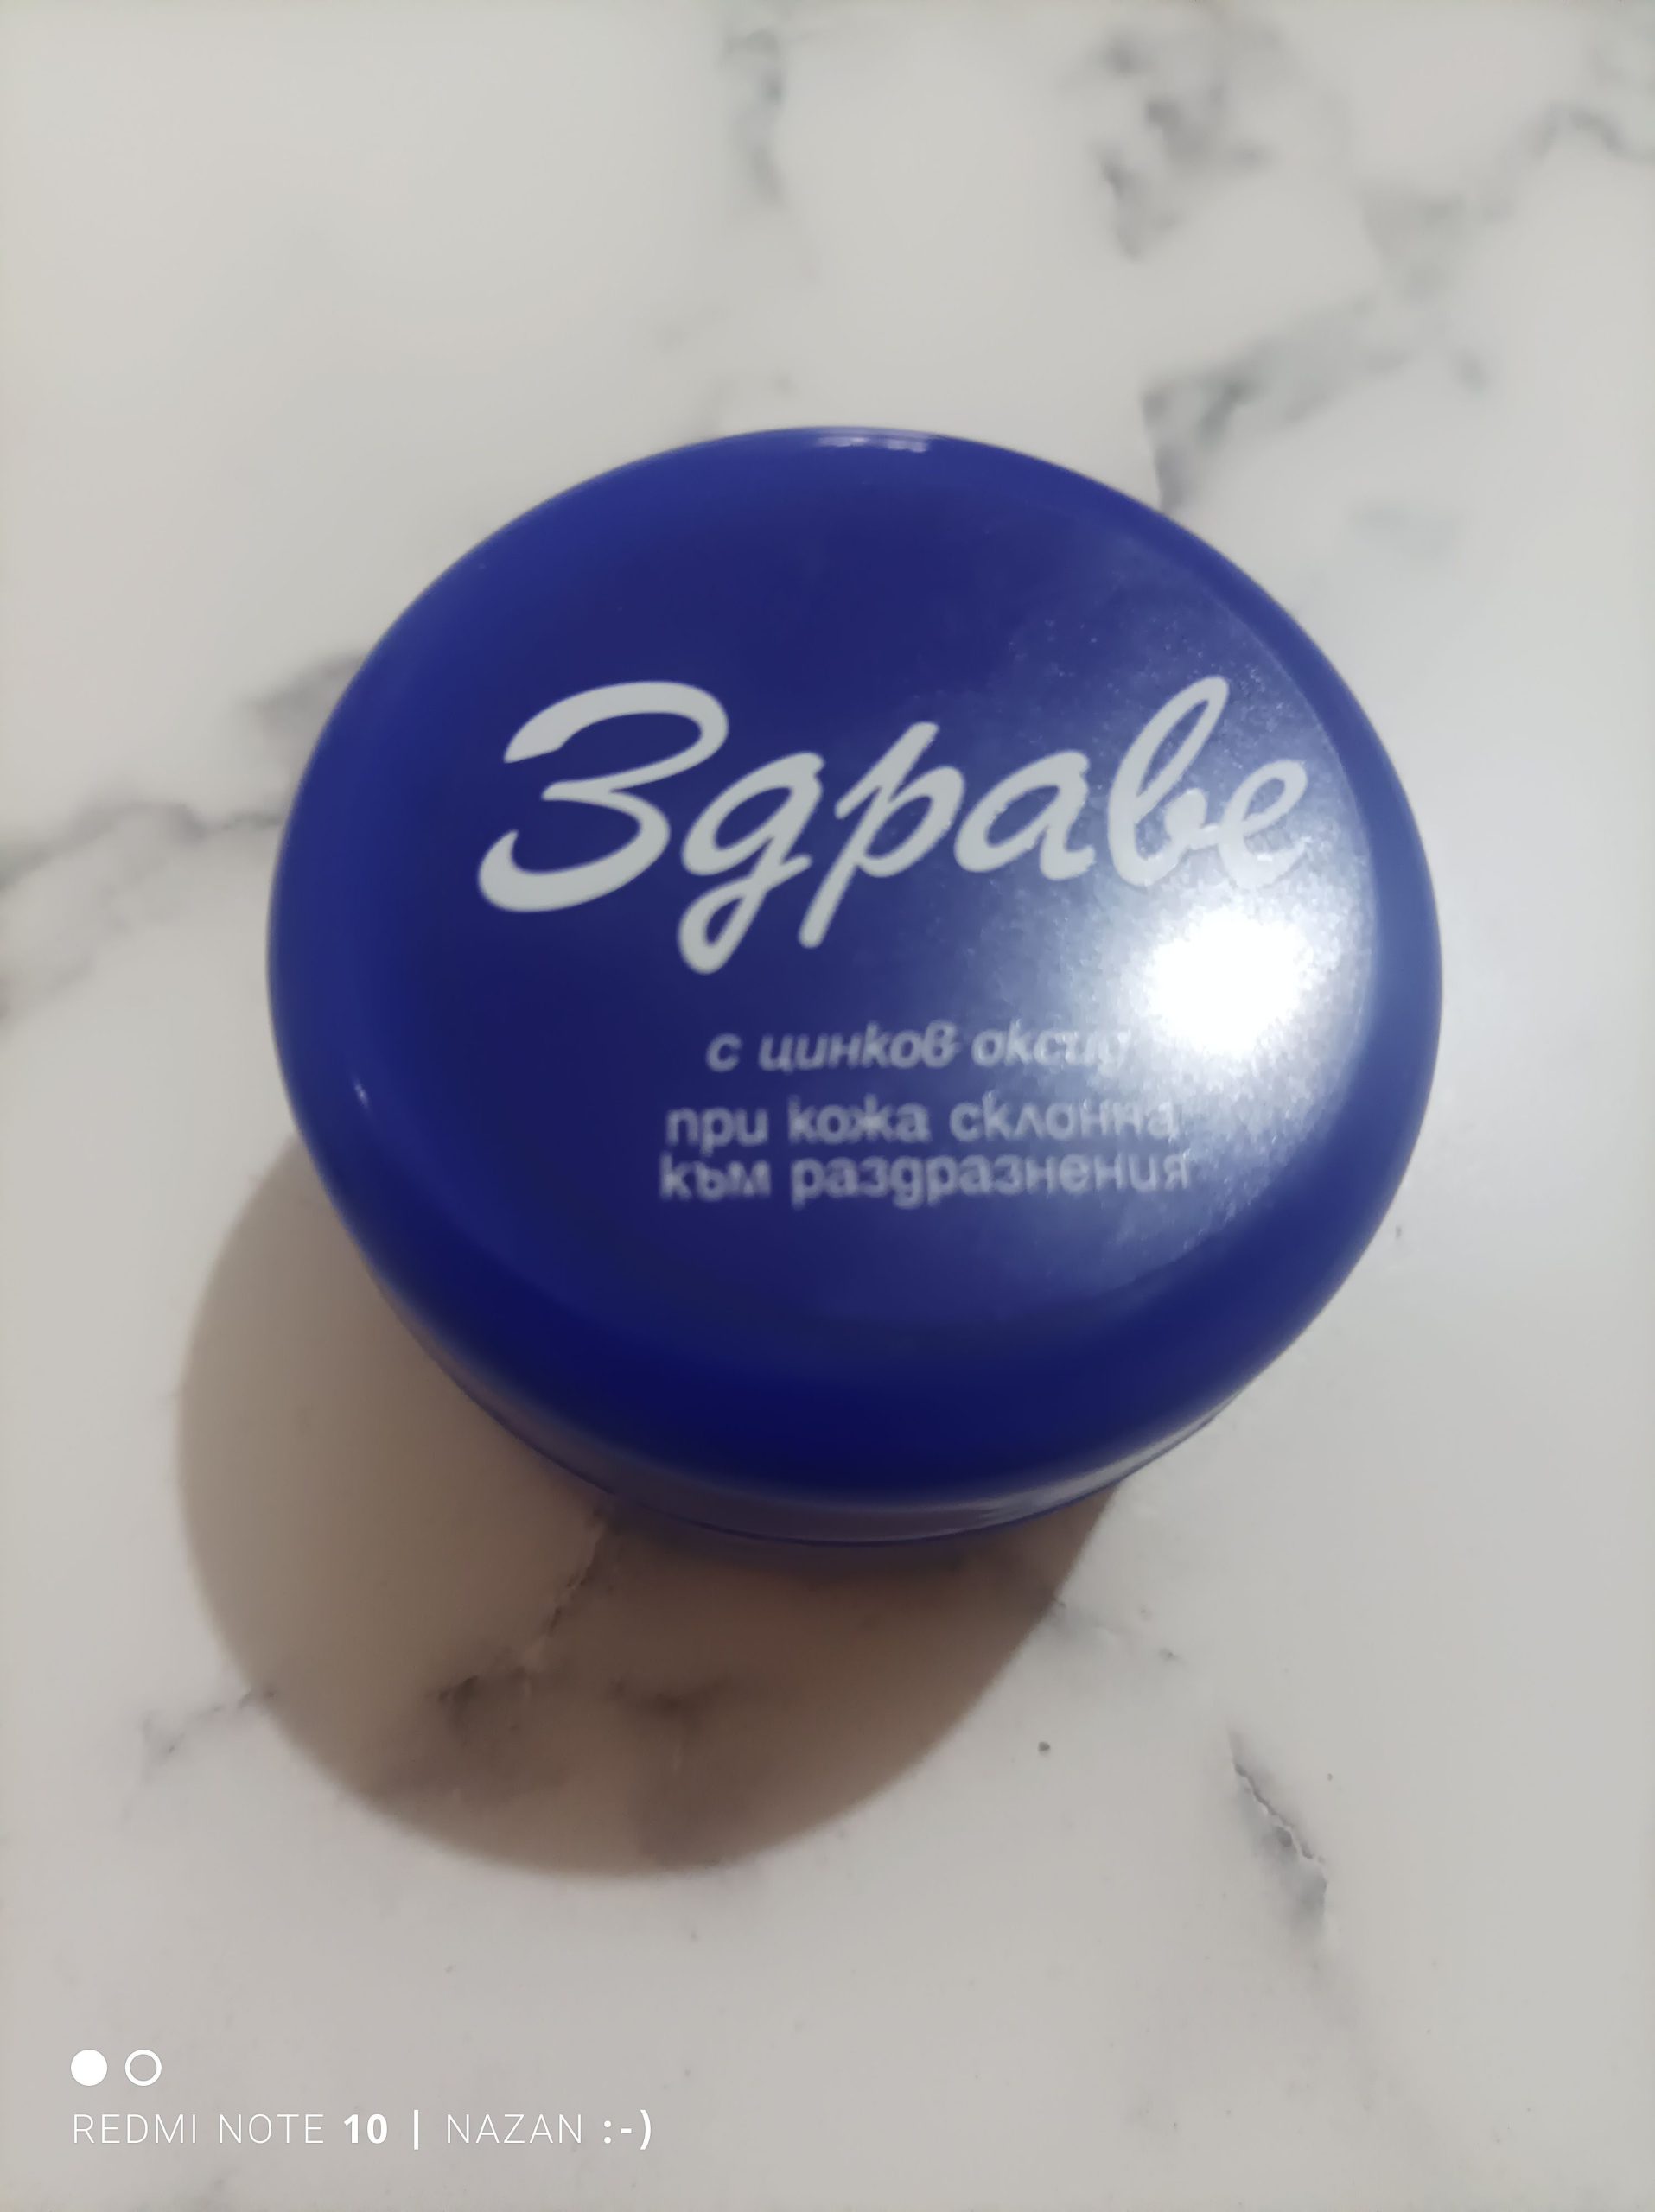 Здраве
с цинков оксид
при кожа склонна
към раздразнения
REDMI NOTE 10 | NAZAN :-)